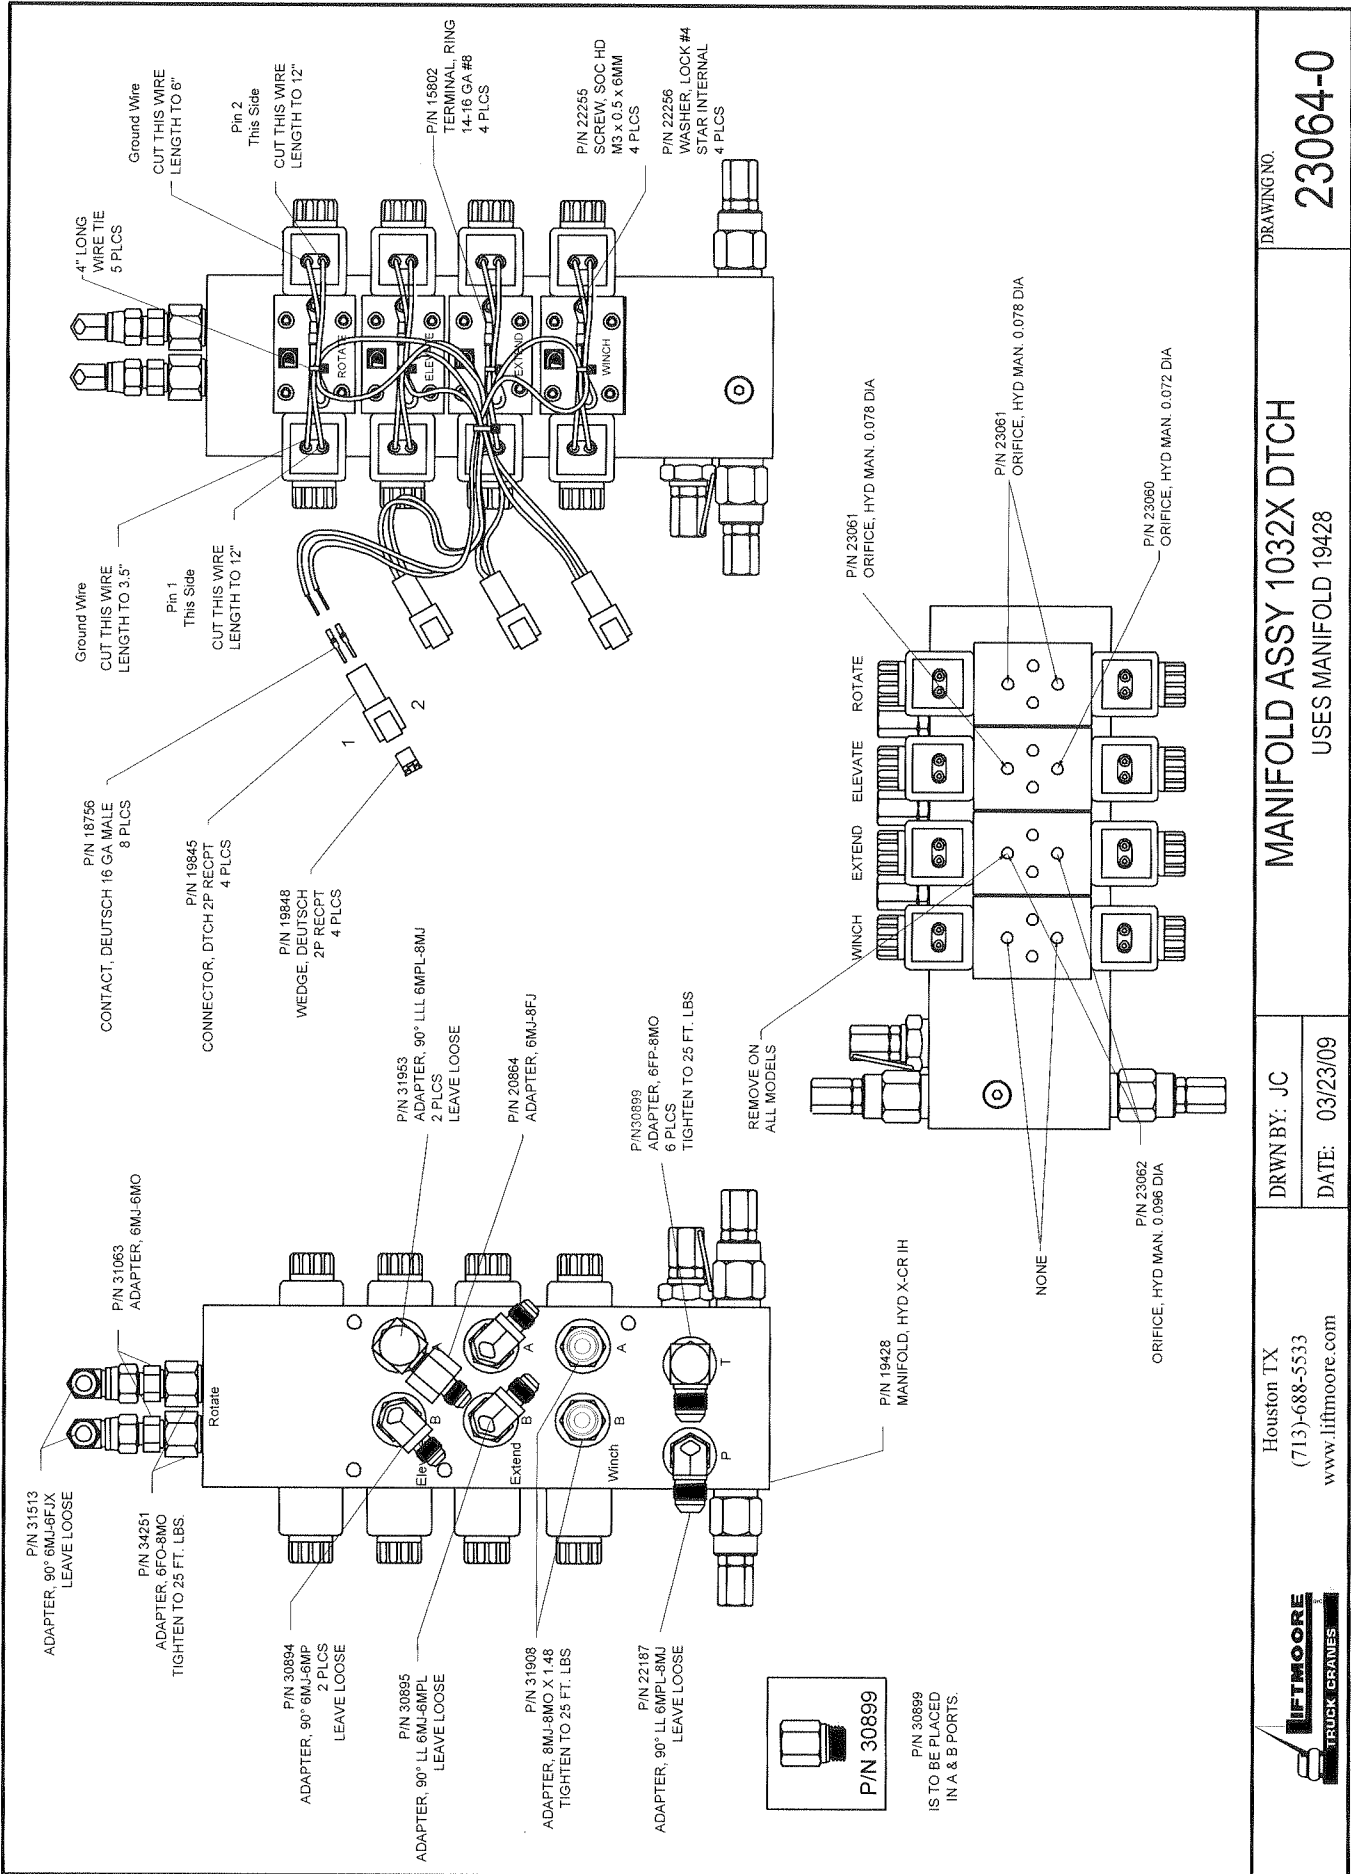 P/N 31513
ADAPTER, 90° 6MJ-6FJX
LEAVE LOOSE
P/N 34251
ADAPTER, 6FO-8MO
TIGHTEN TO 25 FT. LBS.
P/N 31063
ADAPTER, 6MJ-6MO
P/N 30894
ADAPTER, 90° 6MJ-6MP
2 PLCS
LEAVE LOOSE
P/N 30895
ADAPTER, 90° LL 6MJ-6MPL
LEAVE LOOSE
P/N 31908
ADAPTER, 8MJ-8MO X 1.48
TIGHTEN TO 25 FT. LBS
P/N 22187
ADAPTER, 90° LL 6MPL-8MJ
LEAVE LOOSE
Rotate
A
B
Ele
A
B
Extend
A
B
Winch
T
P
P/N 31953
ADAPTER, 90° LLL 6MPL-8MJ
2 PLCS
LEAVE LOOSE
P/N 20864
ADAPTER, 6MJ-8FJ
P/N30899
ADAPTER, 6FP-8MO
6 PLCS
TIGHTEN TO 25 FT. LBS
P/N 19428
MANIFOLD, HYD X-CR IH
P/N 30899
P/N 30899
IS TO BE PLACED
IN A & B PORTS.
P/N 18756
CONTACT, DEUTSCH 16 GA MALE
8 PLCS
P/N 19845
CONNECTOR, DTCH 2P RECPT
4 PLCS
P/N 19848
WEDGE, DEUTSCH
2P RECPT
4 PLCS
1
2
Ground Wire
CUT THIS WIRE
LENGTH TO 3.5"
Pin 1
This Side
CUT THIS WIRE
LENGTH TO 12"
4" LONG
WIRE TIE
5 PLCS
Ground Wire
CUT THIS WIRE
LENGTH TO 6"
Pin 2
This Side
CUT THIS WIRE
LENGTH TO 12"
P/N 15802
TERMINAL, RING
14-16 GA #8
4 PLCS
P/N 22255
SCREW, SOC HD
M3 x 0.5 x 6MM
4 PLCS
P/N 22256
WASHER, LOCK #4
STAR INTERNAL
4 PLCS
ROTATE
ELEVATE
EXTEND
WINCH
REMOVE ON
ALL MODELS
WINCH
EXTEND
ELEVATE
ROTATE
P/N 23061
ORIFICE, HYD MAN. 0.078 DIA
P/N 23061
ORIFICE, HYD MAN. 0.078 DIA
P/N 23060
ORIFICE, HYD MAN. 0.072 DIA
NONE
P/N 23062
ORIFICE, HYD MAN. 0.096 DIA
LIFTMOORE
TRUCK CRANES
Houston TX
(713)-688-5533
www.liftmoore.com
DRWN BY: JC
DATE: 03/23/09
MANIFOLD ASSY 1032X DTCH
USES MANIFOLD 19428
DRAWING NO.
23064-0